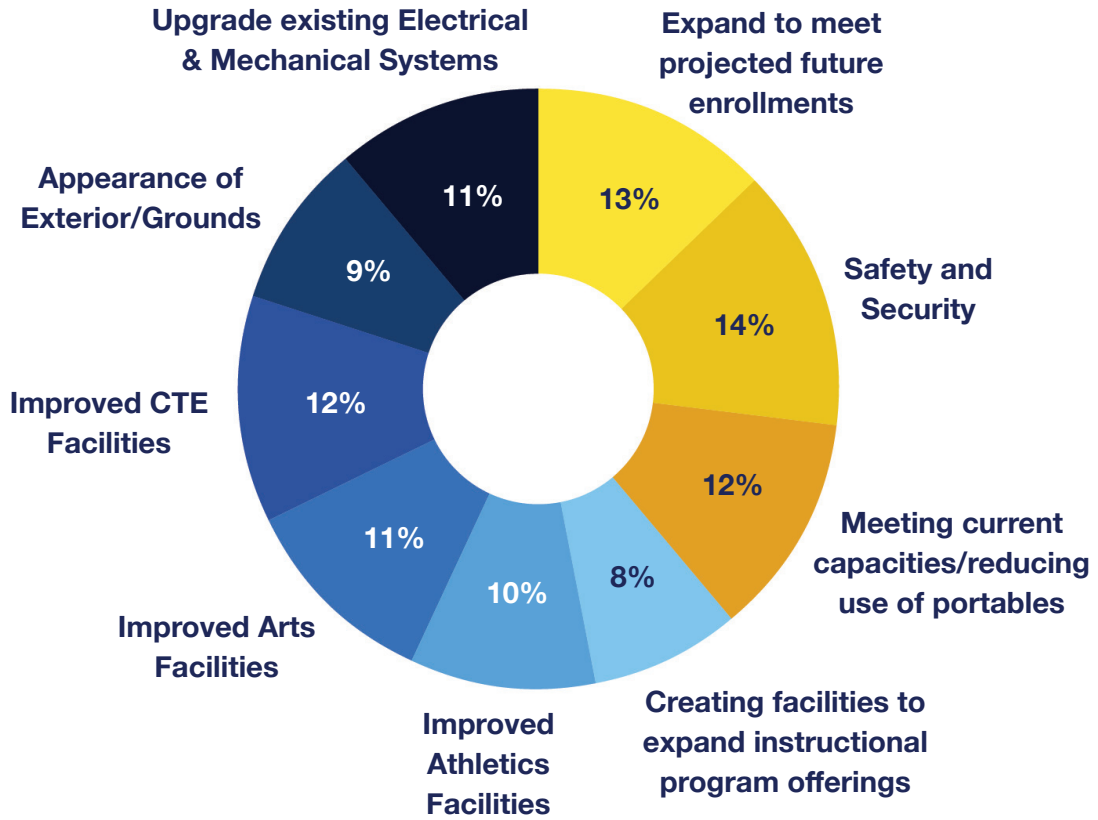 Upgrade existing Electrical
& Mechanical Systems
Expand to meet
projected future
enrollments
Appearance of
Exterior/Grounds
11%
13%
9%
Safety and
Security
14%
Improved CTE
Facilities
12%
12%
Meeting current
capacities/reducing
use of portables
11%
10%
8%
Improved Arts
Facilities
Improved
Athletics
Facilities
Creating facilities to
expand instructional
program offerings